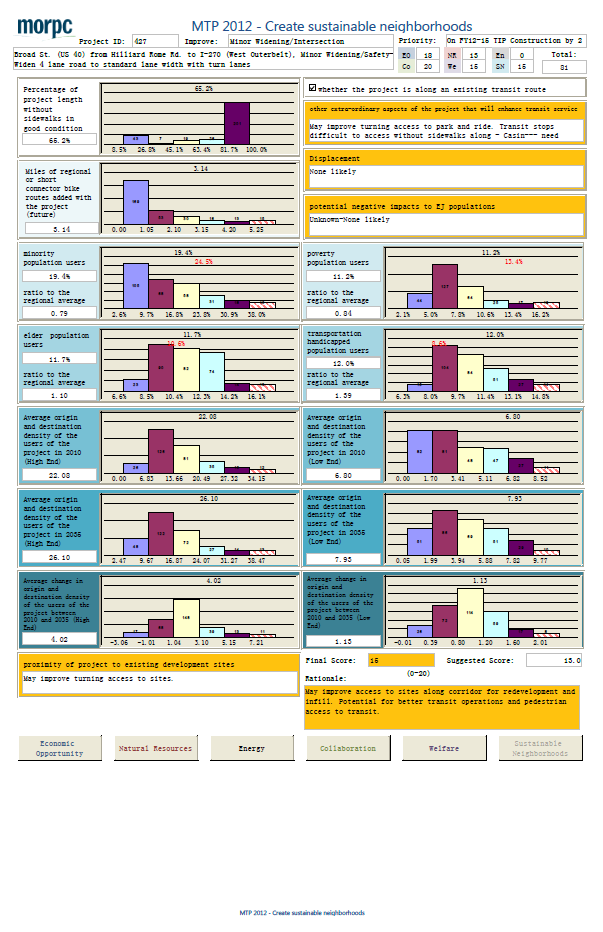 morpc
MTP 2012 - Create sustainable neighborhoods
Project ID: 427 Improve: Minor Widening/Intersection Priority: On FY12-15 TIP Construction by 2
Broad St. (US 40) from Hilliard Rome Rd. to I-270 (West Outerbelt), Minor Widening/Safety-
Widen 4 lane road to standard lane width with turn lanes
EO 18 NR 13 En 0 Total:
Co 20 We 15 SN 15 81
Percentage of
project length
without
sidewalks in
good condition
65.2%
65.2%
8.5% 26.8% 45.1% 63.4% 81.7% 100.0%
whether the project is along an existing transit route
other extra-ordinary aspects of the project that will enhance transit service
May improve turning access to park and ride. Transit stops
difficult to access without sidewalks along - Casin--- need
Miles of regional
or short
connector bike
routes added with
the project
(future)
3.14
3.14
0.00 1.05 2.10 3.15 4.20 5.25
Displacement
None likely
potential negative impacts to EJ populations
Unknown-None likely
minority
population users
19.4%
ratio to the
regional average
0.79
19.4%
24.5%
2.6% 9.7% 16.8% 23.8% 30.9% 38.0%
poverty
population users
11.2%
ratio to the
regional average
0.84
11.2%
13.4%
2.1% 5.0% 7.8% 10.6% 13.4% 16.2%
elder population
users
11.7%
ratio to the
regional average
1.10
11.7%
10.6%
6.6% 8.5% 10.4% 12.3% 14.2% 16.1%
transportation
handicapped
population users
12.0%
ratio to the
regional average
1.39
12.0%
8.6%
6.3% 8.0% 9.7% 11.4% 13.1% 14.8%
Average origin
and destination
density of the
users of the
project in 2010
(High End)
22.08
22.08
0.00 6.83 13.66 20.49 27.32 34.15
Average origin
and destination
density of the
users of the
project in 2010
(Low End)
6.80
6.80
0.00 1.70 3.41 5.11 6.82 8.52
Average origin
and destination
density of the
users of the
project in 2035
(High End)
26.10
26.10
2.47 9.67 16.87 24.07 31.27 38.47
Average origin
and destination
density of the
users of the
project in 2035
(Low End)
7.93
7.93
0.05 1.99 3.94 5.88 7.82 9.77
Average change in
origin and
destination density
of the users of the
project between
2010 and 2035 (High
End)
4.02
4.02
-3.06 -1.01 1.04 3.10 5.15 7.21
Average change in
origin and
destination density
of the users of the
project between
2010 and 2035 (Low
End)
1.13
1.13
-0.01 0.39 0.80 1.20 1.60 2.01
proximity of project to existing development sites
May improve turning access to sites.
Final Score: 15 Suggested Score: 13.0
(0-20)
Rationale:
May improve access to sites along corridor for redevelopment and
infill. Potential for better transit operations and pedestrian
access to transit.
Economic
Opportunity
Natural Resources
Energy
Collaboration
Welfare
Sustainable
Neighborhoods
MTP 2012 - Create sustainable neighborhoods